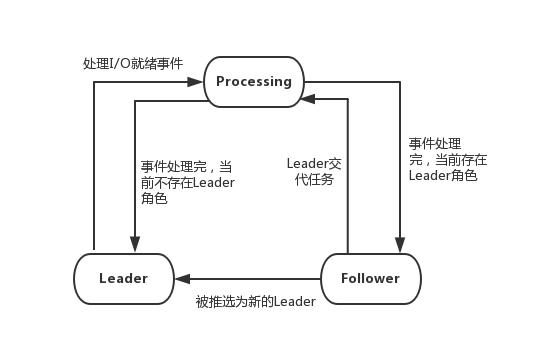 处理I/O就绪事件
Processing
事件处理
完，当前存在
Leader角色
事件处理完，当
前不存在Leader
角色
Leader交
代任务
Leader
Follower
被推选为新的Leader